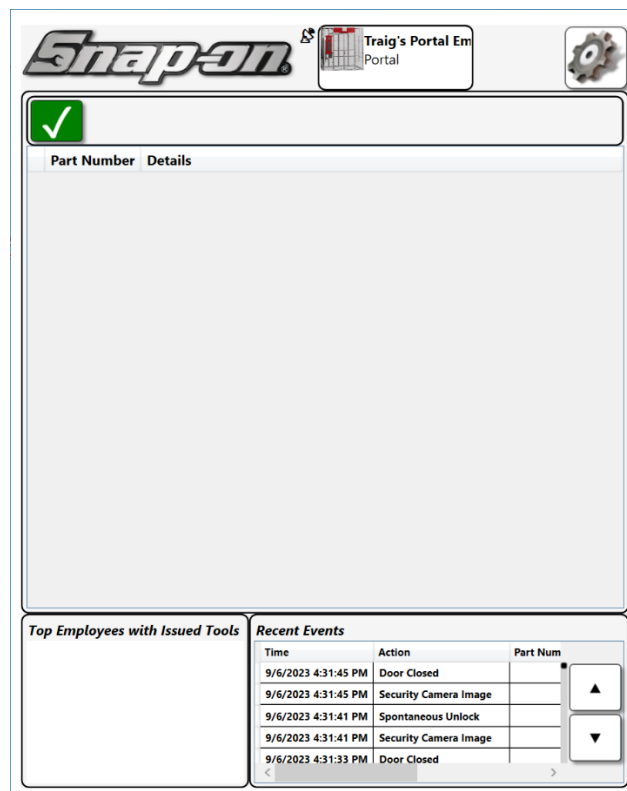 Snap-on®
Traig's Portal Em
Portal
Part Number Details
Top Employees with Issued Tools
Recent Events
Time Action Part Num
9/6/2023 4:31:45 PM Door Closed
9/6/2023 4:31:45 PM Security Camera Image
9/6/2023 4:31:41 PM Spontaneous Unlock
9/6/2023 4:31:41 PM Security Camera Image
9/6/2023 4:31:33 PM Door Closed